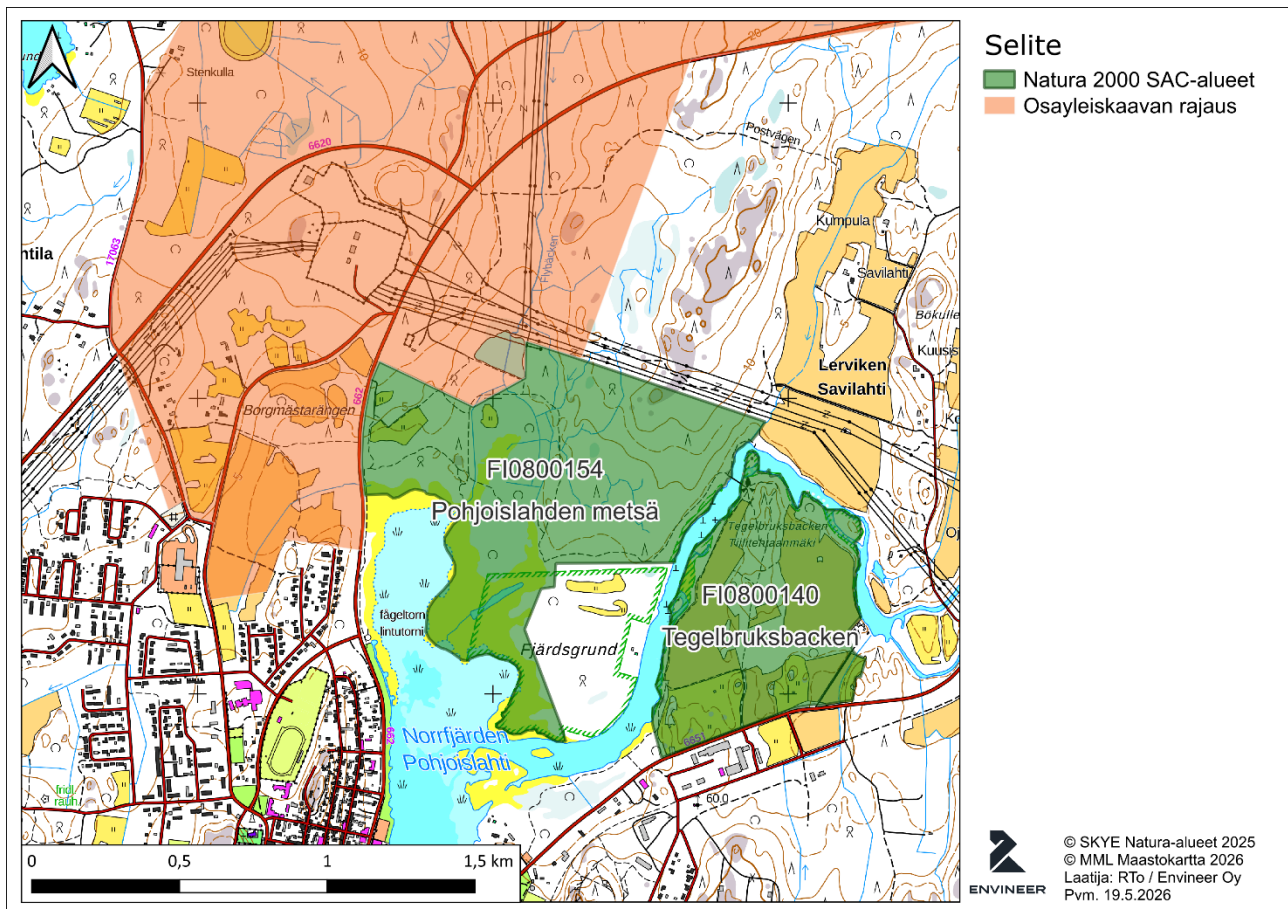 Selite
Natura 2000 SAC-alueet
Osayleiskaavan rajaus
Stenkulla
Postvägen
6620
17063
Flybäcken
Kumpula
Savilahti
Bökulle
Kuusis
Lerviken
Savilahti
ntila
662
Borgmästarängen
FI0800154
Pohjoislahden metsä
Tegelbruksbacken
Tiilitehtaanmäki
FI0800140
Tegelbruksbacken
fågeltorn
lintutorni
Fjärdsgrund
Norrfjärden
Pohjoislahti
662
6651
60.0
0 0,5 1 1,5 km
ENVINEER
© SKYE Natura-alueet 2025
© MML Maastokartta 2026
Laatija: RTo / Envineer Oy
Pvm. 19.5.2026